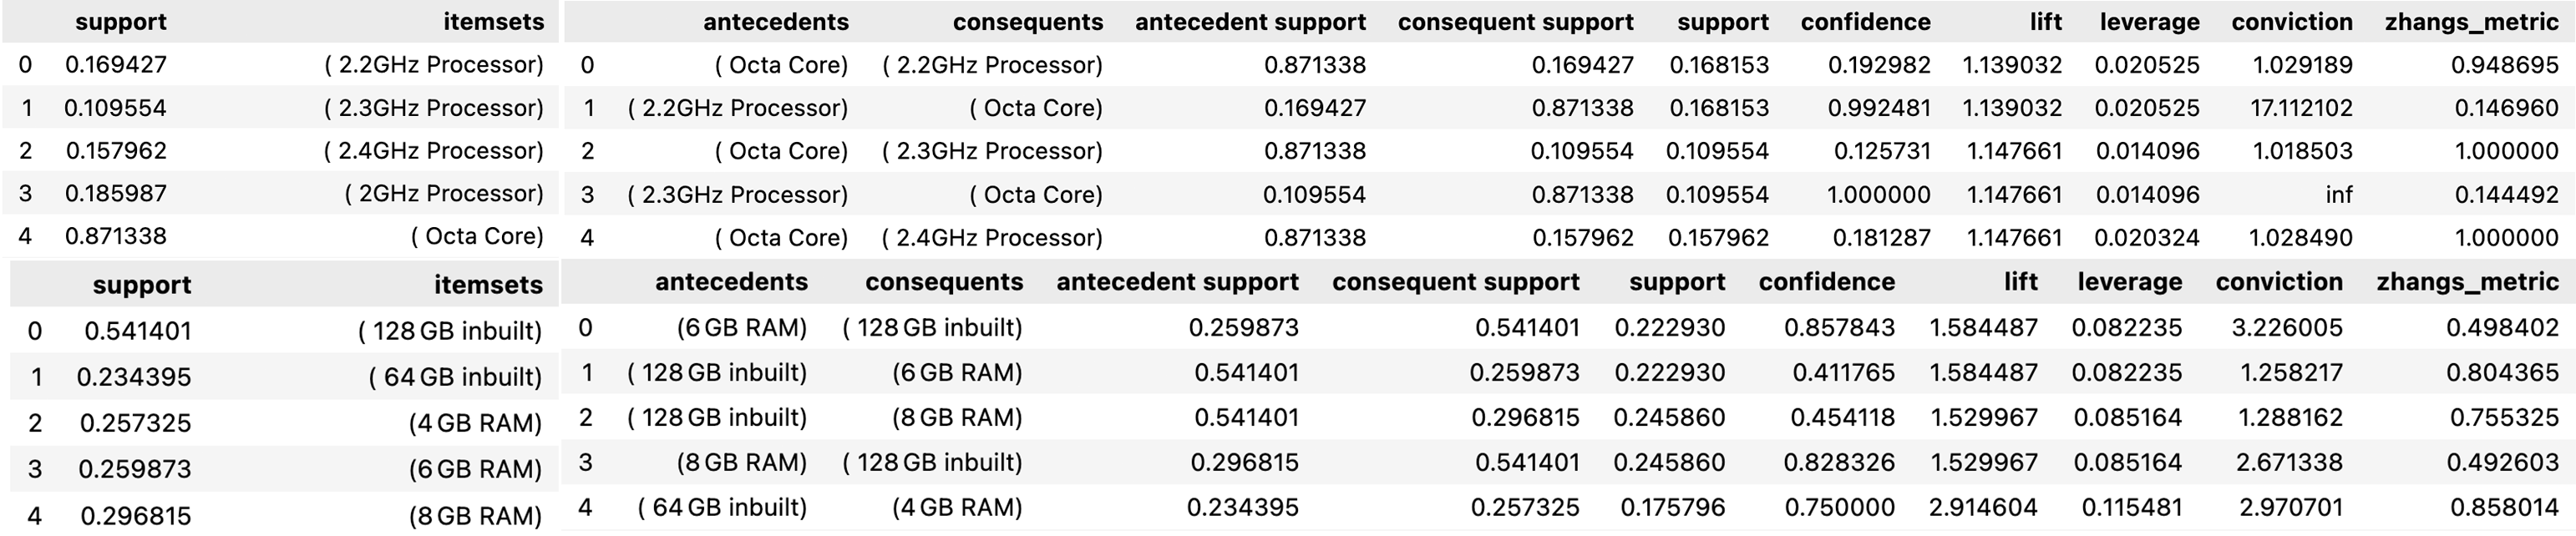 support itemsets
0 0.169427 ( 2.2GHz Processor)
1 0.109554 ( 2.3GHz Processor)
2 0.157962 ( 2.4GHz Processor)
3 0.185987 ( 2GHz Processor)
4 0.871338 ( Octa Core)
antecedents consequents antecedent support consequent support support confidence lift leverage conviction zhangs_metric
0 ( Octa Core) ( 2.2GHz Processor) 0.871338 0.169427 0.168153 0.192982 1.139032 0.020525 1.029189 0.948695
1 ( 2.2GHz Processor) ( Octa Core) 0.169427 0.871338 0.168153 0.992481 1.139032 0.020525 17.112102 0.146960
2 ( Octa Core) ( 2.3GHz Processor) 0.871338 0.109554 0.109554 0.125731 1.147661 0.014096 1.018503 1.000000
3 ( 2.3GHz Processor) ( Octa Core) 0.109554 0.871338 0.109554 1.000000 1.147661 0.014096 inf 0.144492
4 ( Octa Core) ( 2.4GHz Processor) 0.871338 0.157962 0.157962 0.181287 1.147661 0.020324 1.028490 1.000000
support itemsets
0 0.541401 ( 128 GB inbuilt)
1 0.234395 ( 64 GB inbuilt)
2 0.257325 (4 GB RAM)
3 0.259873 (6 GB RAM)
4 0.296815 (8 GB RAM)
antecedents consequents antecedent support consequent support support confidence lift leverage conviction zhangs_metric
0 (6 GB RAM) ( 128 GB inbuilt) 0.259873 0.541401 0.222930 0.857843 1.584487 0.082235 3.226005 0.498402
1 ( 128 GB inbuilt) (6 GB RAM) 0.541401 0.259873 0.222930 0.411765 1.584487 0.082235 1.258217 0.804365
2 ( 128 GB inbuilt) (8 GB RAM) 0.541401 0.296815 0.245860 0.454118 1.529967 0.085164 1.288162 0.755325
3 (8 GB RAM) ( 128 GB inbuilt) 0.296815 0.541401 0.245860 0.828326 1.529967 0.085164 2.671338 0.492603
4 ( 64 GB inbuilt) (4 GB RAM) 0.234395 0.257325 0.175796 0.750000 2.914604 0.115481 2.970701 0.858014